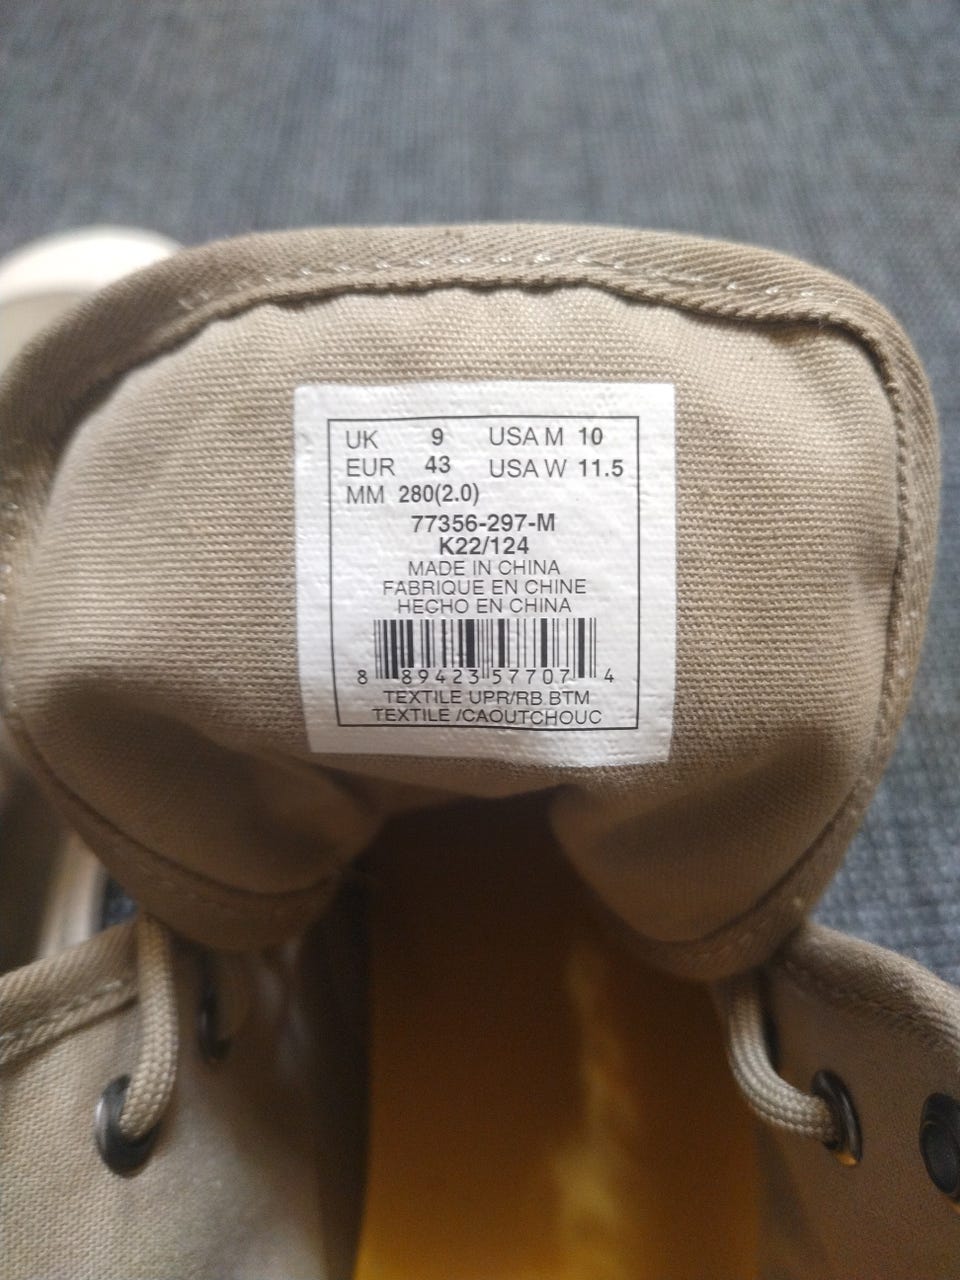 UK 9 USA M 10
EUR 43 USA W 11.5
MM 280(2.0)
77356-297-M
K22/124
MADE IN CHINA
FABRIQUE EN CHINE
HECHO EN CHINA
8 89423 57707 4
TEXTILE UPR/RB BTM
TEXTILE /CAOUTCHOUC